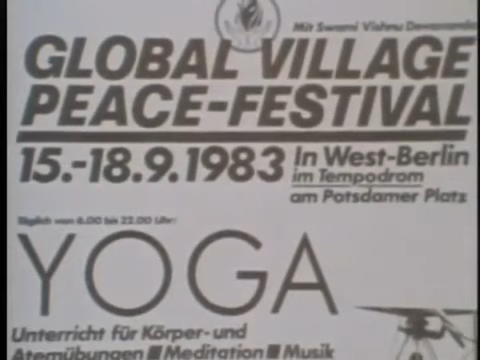 Mit Swami Vishnu Devananda
GLOBAL VILLAGE
PEACE-FESTIVAL
15.-18.9.1983 In West-Berlin
im Tempodrom
am Potsdamer Platz
Täglich von 6.00 bis 22.00 Uhr:
YOGA
Unterricht für Körper- und
Atemübungen ■ Meditation ■ Musik